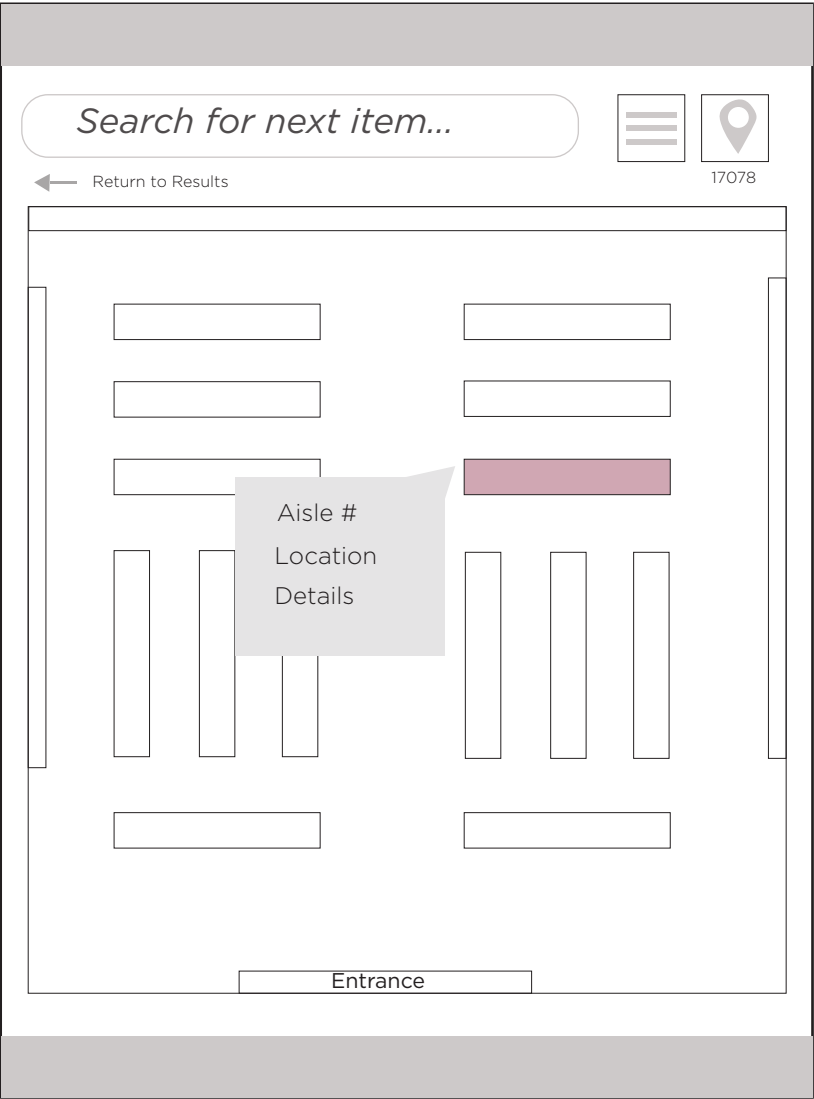 Search for next item...
Return to Results
17078
Aisle #
Location
Details
Entrance